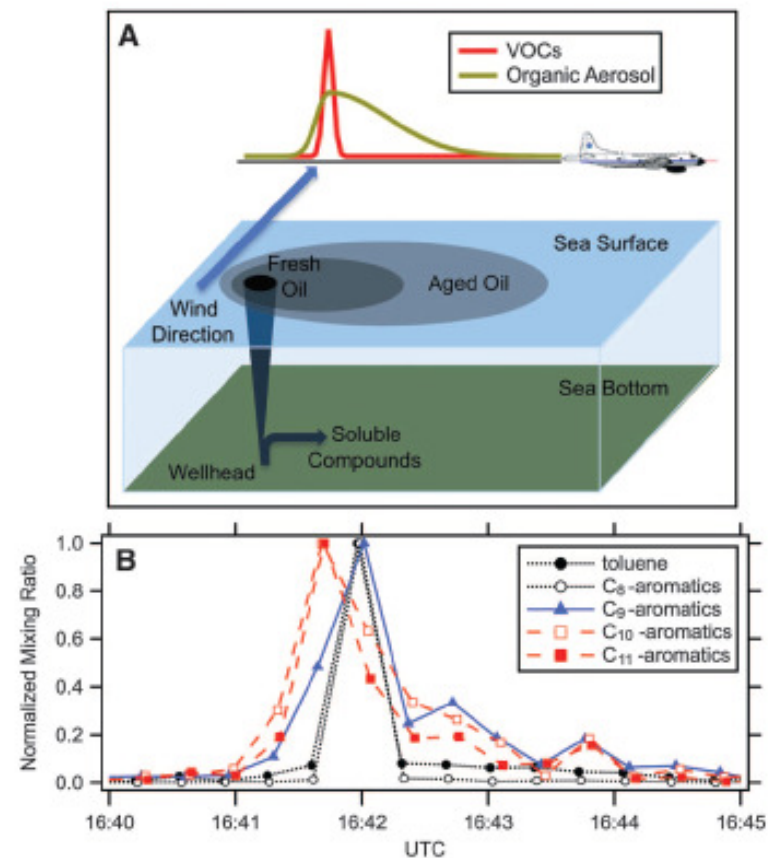 A
VOCs
Organic Aerosol
Sea Surface
Fresh
Oil
Aged Oil
Wind
Direction
Sea Bottom
Soluble
Compounds
Wellhead
B
Normalized Mixing Ratio
1.0
0.8
0.6
0.4
0.2
0.0
toluene
C₈-aromatics
C₉-aromatics
C₁₀-aromatics
C₁₁-aromatics
16:40 16:41 16:42 16:43 16:44 16:45
UTC